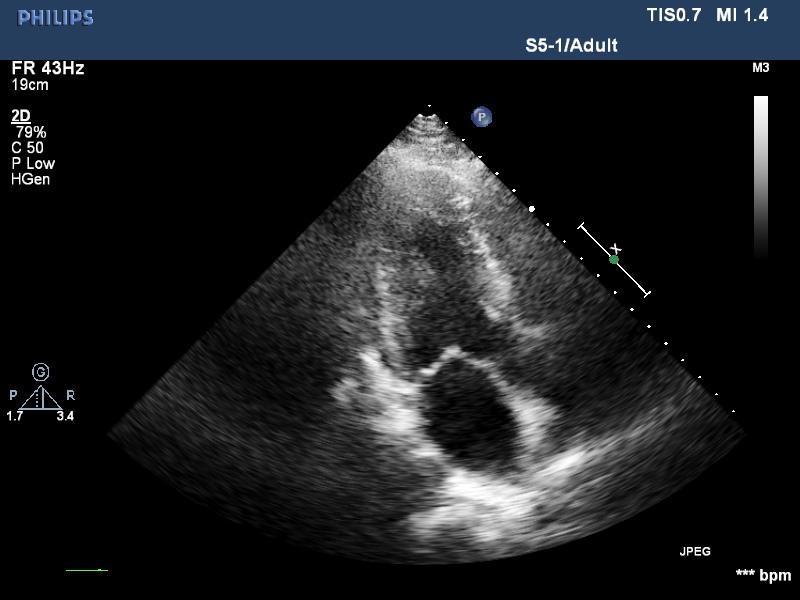 PHILIPS
TIS0.7 MI 1.4
S5-1/Adult
FR 43Hz
19cm
M3
2D
79%
C 50
P Low
HGen
P
X
G
P R
1.7 3.4
JPEG
*** bpm